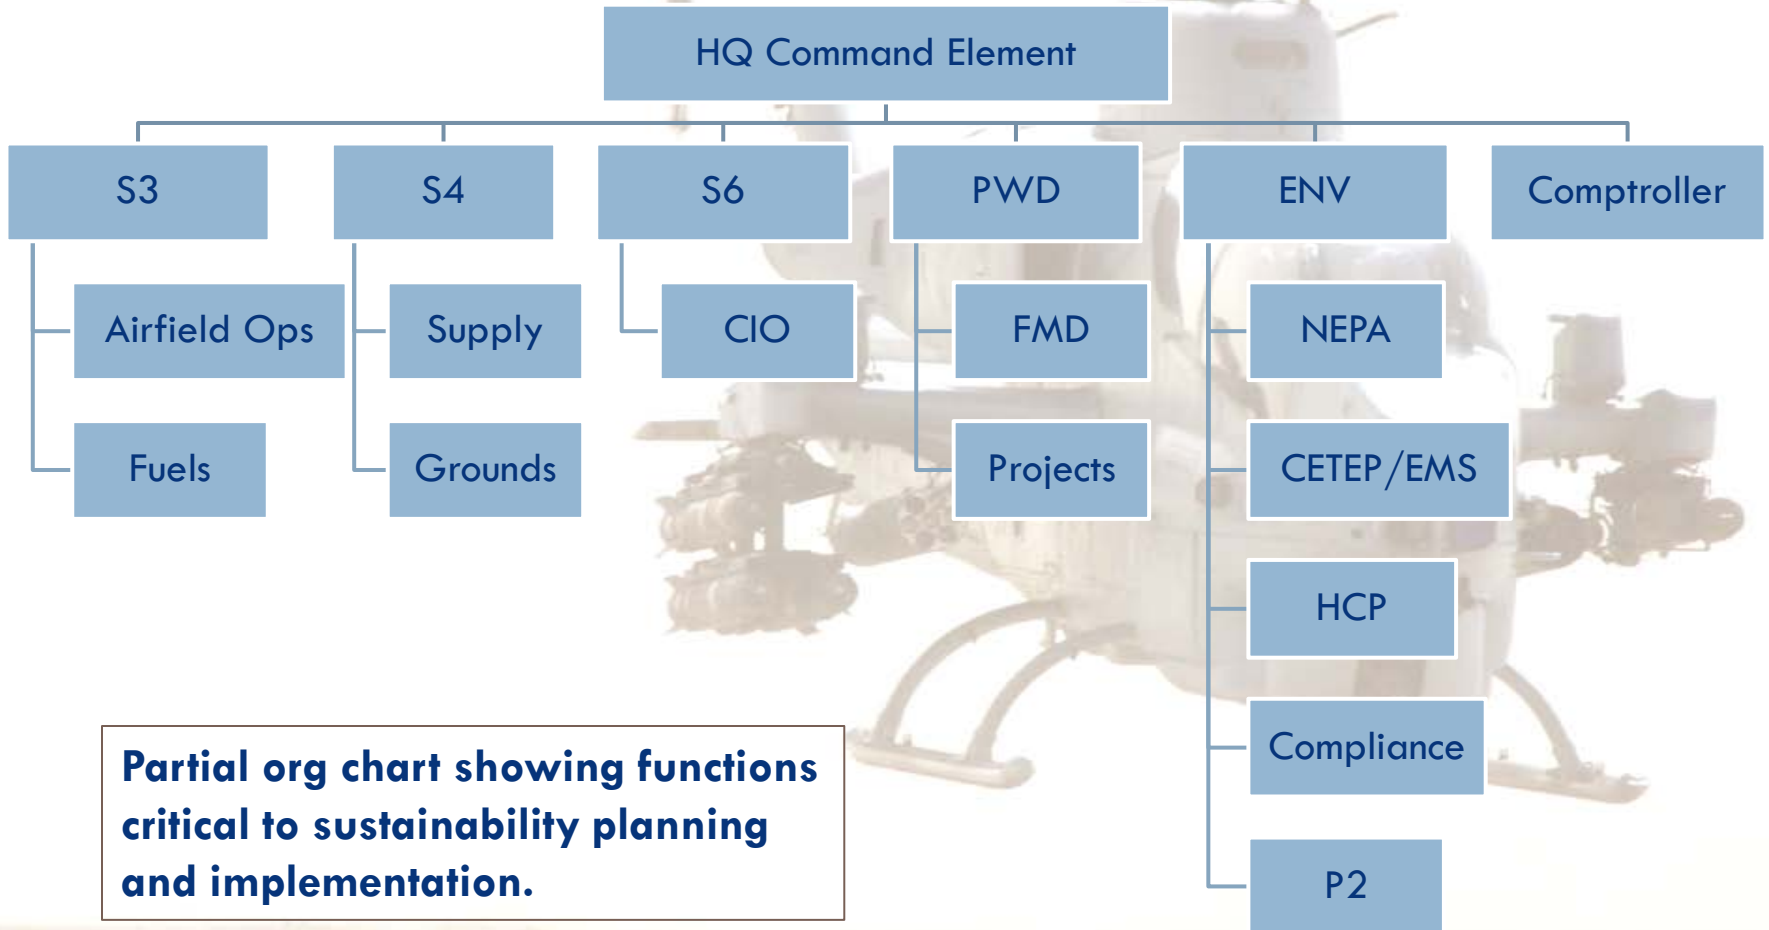 HQ Command Element
S3
S4
S6
PWD
ENV
Comptroller
Airfield Ops
Supply
CIO
FMD
NEPA
Fuels
Grounds
Projects
CETEP/EMS
HCP
Compliance
P2
Partial org chart showing functions
critical to sustainability planning
and implementation.